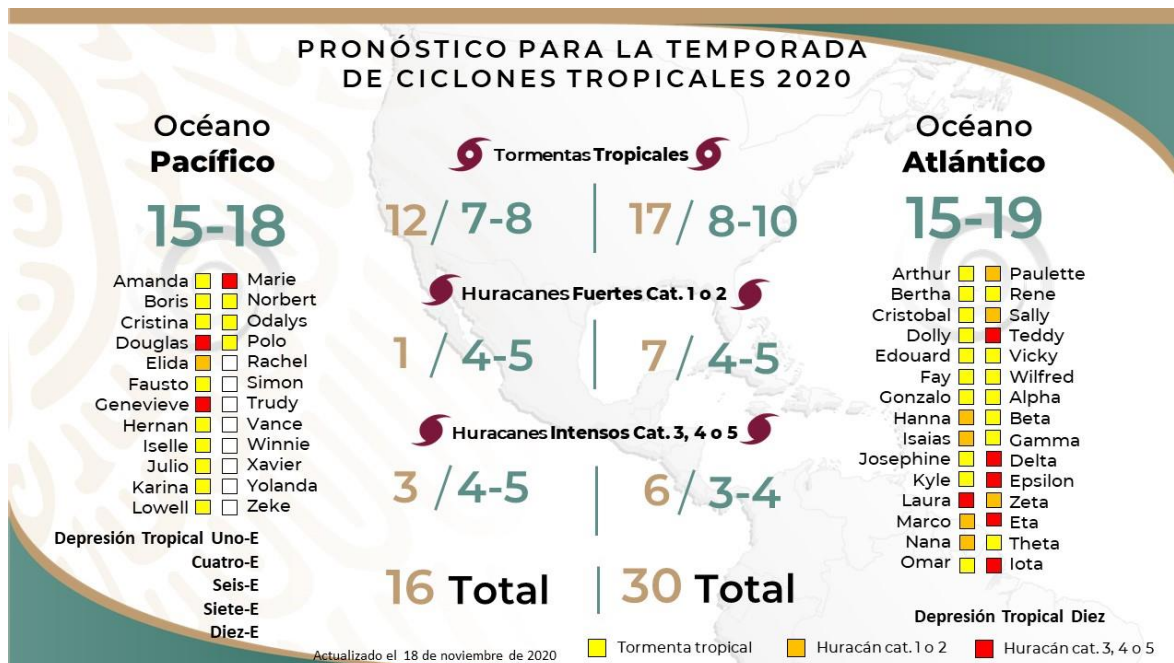 PRONÓSTICO PARA LA TEMPORADA
DE CICLONES TROPICALES 2020
Océano
Pacífico
15-18
Amanda Marie
Boris Norbert
Cristina Odalys
Douglas Polo
Elida Rachel
Fausto Simon
Genevieve Trudy
Hernan Vance
Iselle Winnie
Julio Xavier
Karina Yolanda
Lowell Zeke
Depresión Tropical Uno-E
Cuatro-E
Seis-E
Siete-E
Diez-E
Tormentas Tropicales
12/ 7-8 17/ 8-10
Huracanes Fuertes Cat. 1 o 2
1 / 4-5 7/ 4-5
Huracanes Intensos Cat. 3, 4 o 5
3 /4-5 6/ 3-4
16 Total 30 Total
Actualizado el 18 de noviembre de 2020
Océano
Atlántico
15-19
Arthur Paulette
Bertha Rene
Cristobal Sally
Dolly Teddy
Edouard Vicky
Fay Wilfred
Gonzalo Alpha
Hanna Beta
Isaias Gamma
Josephine Delta
Kyle Epsilon
Laura Zeta
Marco Eta
Nana Theta
Omar Iota
Depresión Tropical Diez
Tormenta tropical Huracán cat. 1 o 2 Huracán cat. 3, 4 o 5